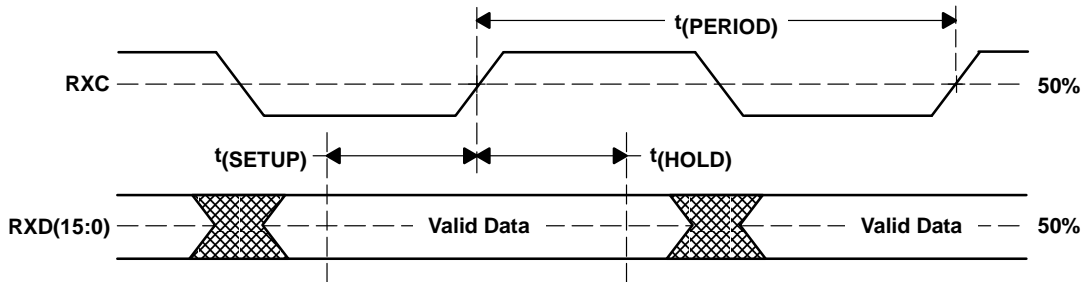 t(PERIOD)
RXC
50%
t(SETUP)
t(HOLD)
RXD(15:0)
Valid Data
Valid Data
50%